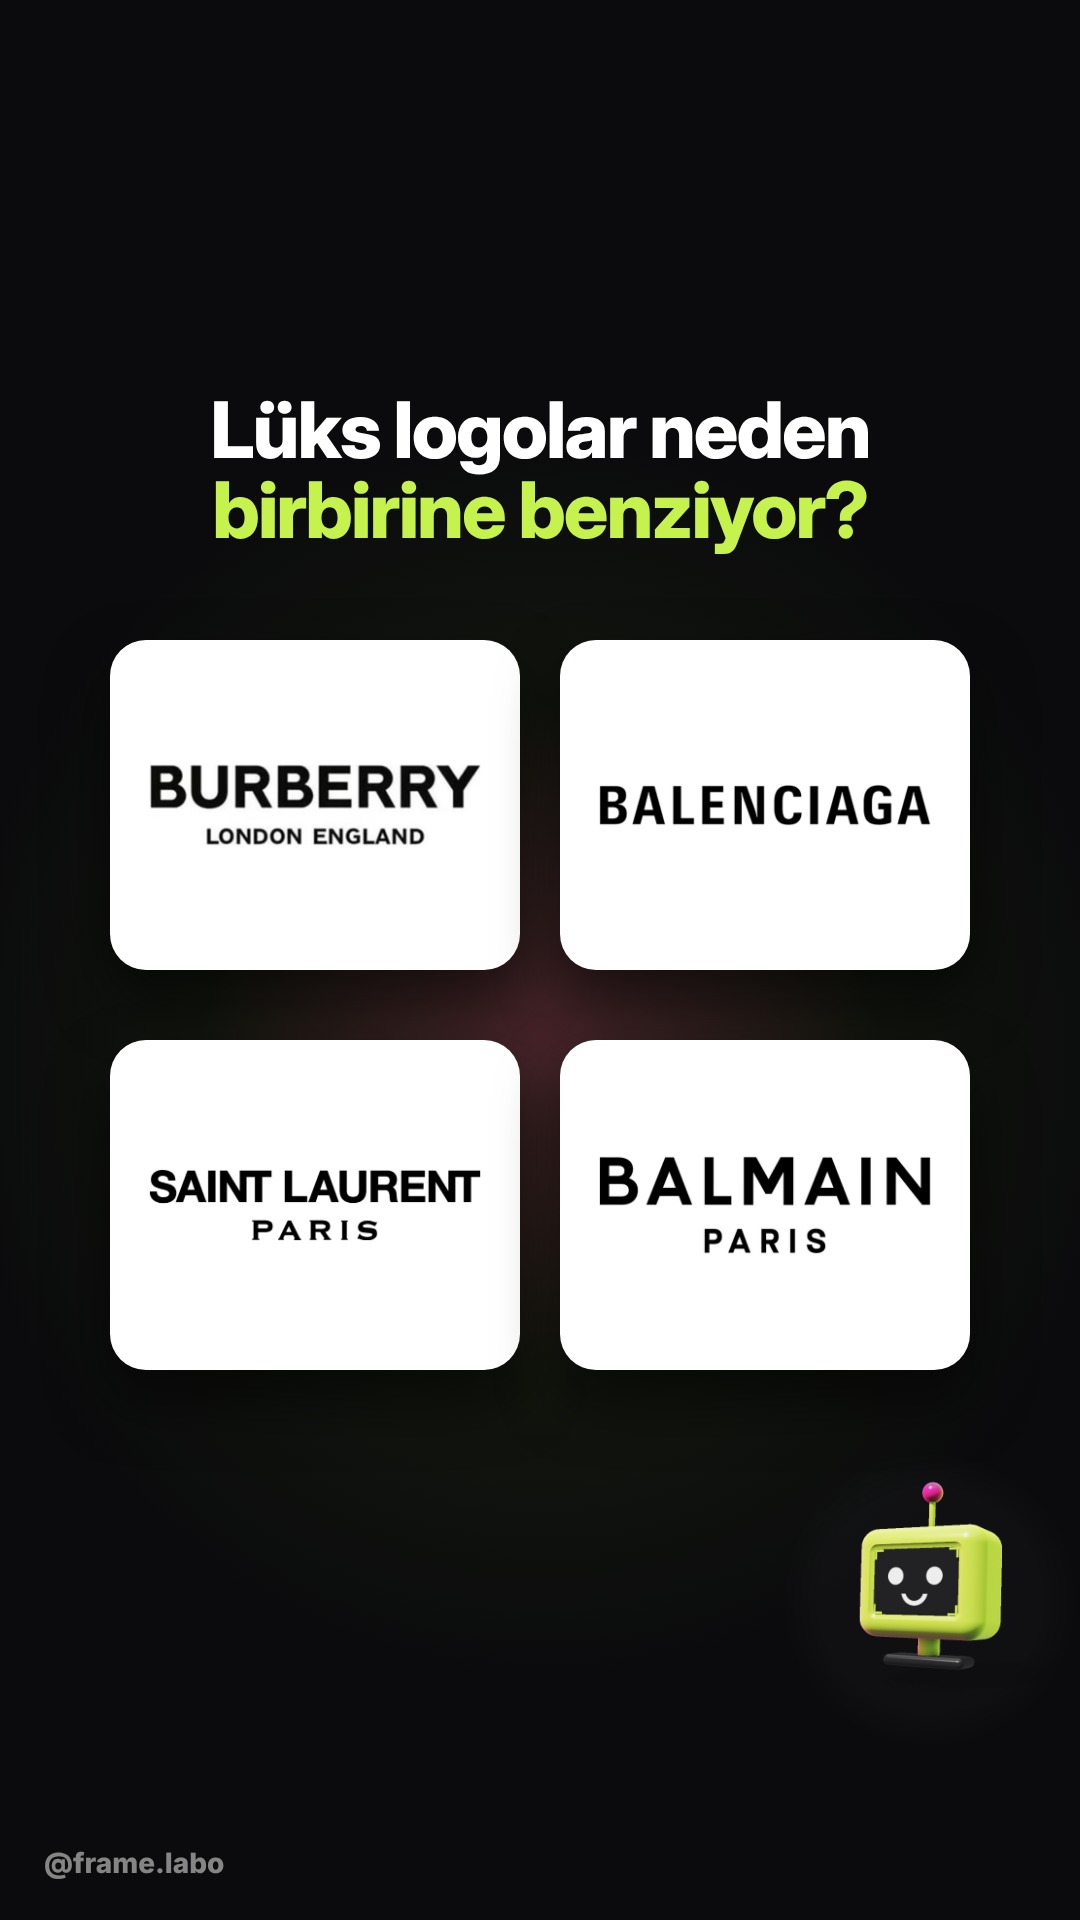 Lüks logolar neden
birbirine benziyor?
BURBERRY
LONDON ENGLAND
BALENCIAGA
SAINT LAURENT
PARIS
BALMAIN
PARIS
@frame.labo